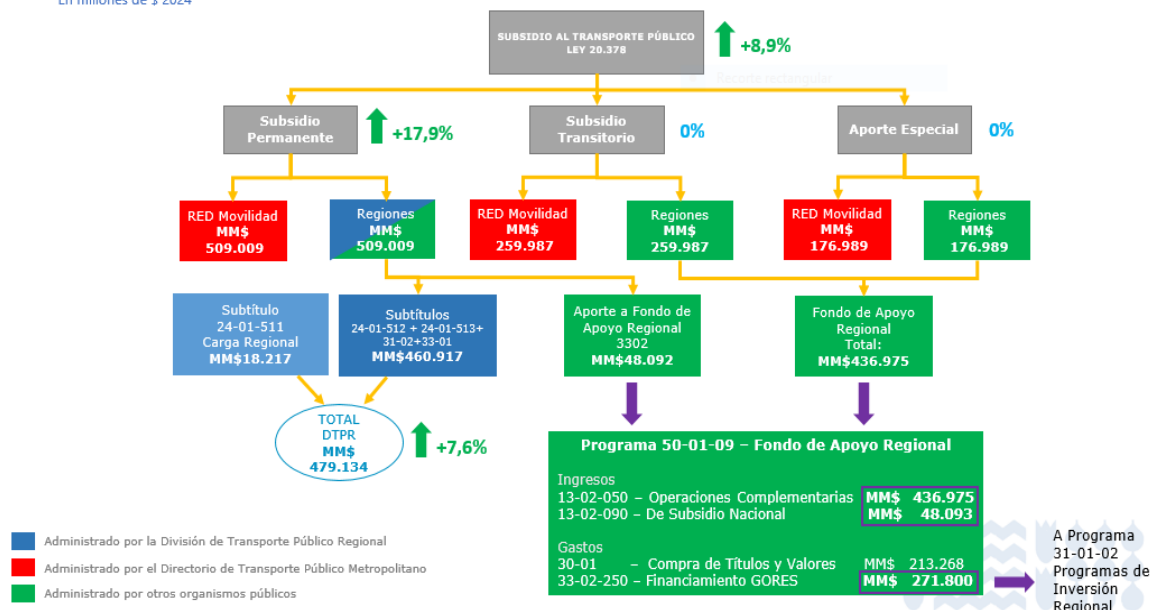 En millones de $ 2024
SUBSIDIO AL TRANSPORTE PÚBLICO
LEY 20.378
+8,9%
Recorte rectangular
Subsidio
Permanente
+17,9%
Subsidio
Transitorio
0%
Aporte Especial
0%
RED Movilidad
MM$
509.009
Regiones
MM$
509.009
RED Movilidad
MM$
259.987
Regiones
MM$
259.987
RED Movilidad
MM$
176.989
Regiones
MM$
176.989
Subtítulo
24-01-511
Carga Regional
MM$18.217
Subtítulos
24-01-512 + 24-01-513+
31-02+33-01
MM$460.917
Aporte a Fondo de
Apoyo Regional
3302
MM$48.092
Fondo de Apoyo
Regional
Total:
MM$436.975
TOTAL
DTPR
MM$
479.134
+7,6%
Programa 50-01-09 – Fondo de Apoyo Regional
Ingresos
13-02-050 – Operaciones Complementarias MM$ 436.975
13-02-090 – De Subsidio Nacional MM$ 48.093
Gastos
30-01 – Compra de Títulos y Valores MM$ 213.268
33-02-250 – Financiamiento GORES MM$ 271.800
A Programa
31-01-02
Programas de
Inversión
Regional
Administrado por la División de Transporte Público Regional
Administrado por el Directorio de Transporte Público Metropolitano
Administrado por otros organismos públicos